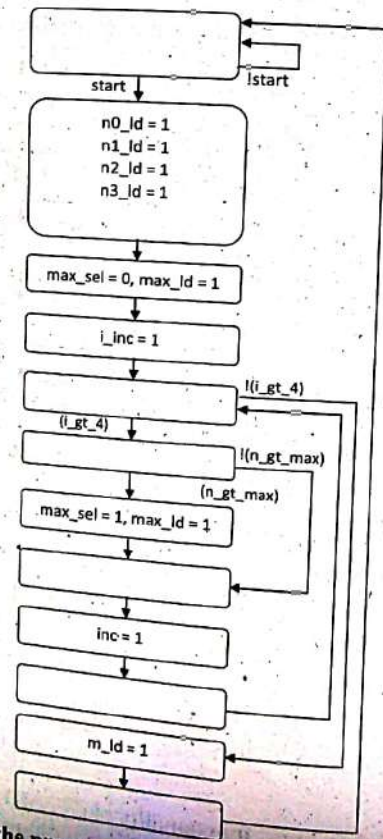 start
!start
n0_ld = 1
n1_ld = 1
n2_ld = 1
n3_ld = 1
max_sel = 0, max_ld = 1
i_inc = 1
!(i_gt_4)
(i_gt_4)
!(n_gt_max)
(n_gt_max)
max_sel = 1, max_ld = 1
inc = 1
m_ld = 1
the